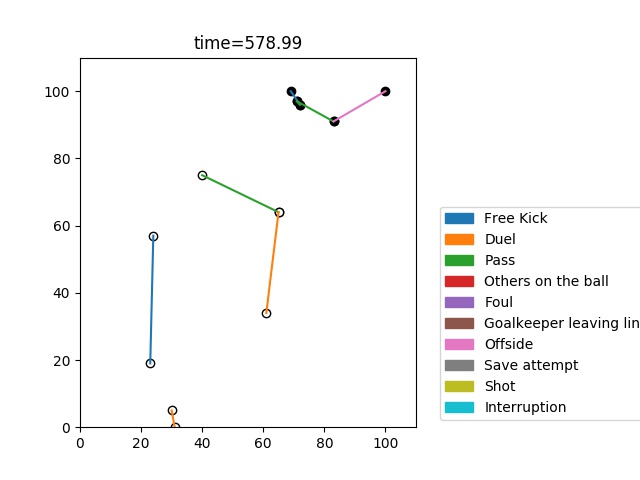 time=578.99
100
80
60
40
20
0
0 20 40 60 80 100
Free Kick
Duel
Pass
Others on the ball
Foul
Goalkeeper leaving lin
Offside
Save attempt
Shot
Interruption